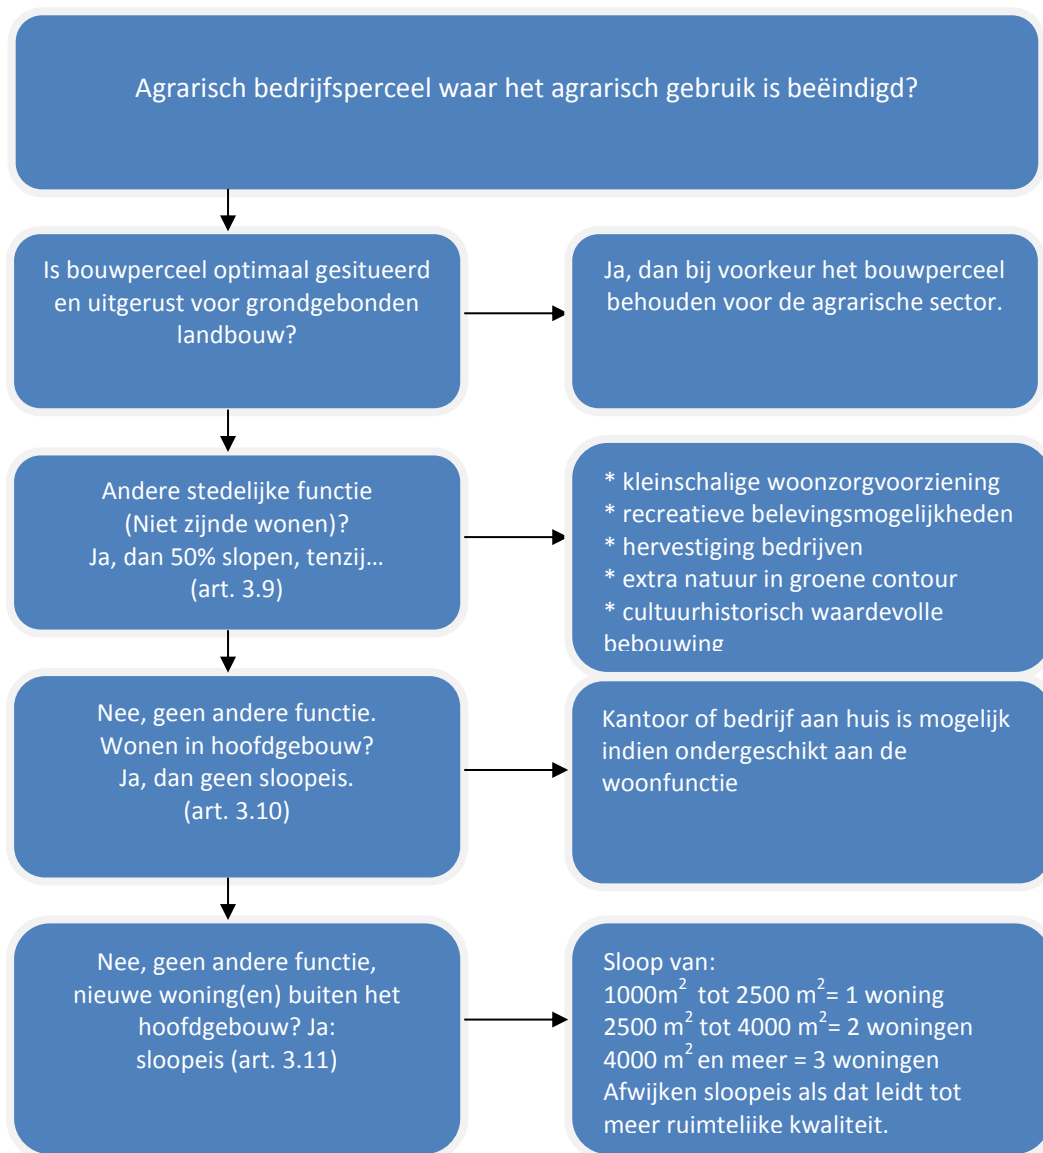 Agrarisch bedrijfsperceel waar het agrarisch gebruik is beëindigd?
Is bouwperceel optimaal gesitueerd
en uitgerust voor grondgebonden
landbouw?
Ja, dan bij voorkeur het bouwperceel
behouden voor de agrarische sector.
Andere stedelijke functie
(Niet zijnde wonen)?
Ja, dan 50% slopen, tenzij...
(art. 3.9)
* kleinschalige woonzorgvoorziening
* recreatieve belevingsmogelijkheden
* hervestiging bedrijven
* extra natuur in groene contour
* cultuurhistorisch waardevolle
bebouwing
Nee, geen andere functie.
Wonen in hoofdgebouw?
Ja, dan geen sloopeis.
(art. 3.10)
Kantoor of bedrijf aan huis is mogelijk
indien ondergeschikt aan de
woonfunctie
Nee, geen andere functie,
nieuwe woning(en) buiten het
hoofdgebouw? Ja:
sloopeis (art. 3.11)
Sloop van:
1000m² tot 2500 m²= 1 woning
2500 m² tot 4000 m²= 2 woningen
4000 m² en meer = 3 woningen
Afwijken sloopeis als dat leidt tot
meer ruimtelijke kwaliteit.